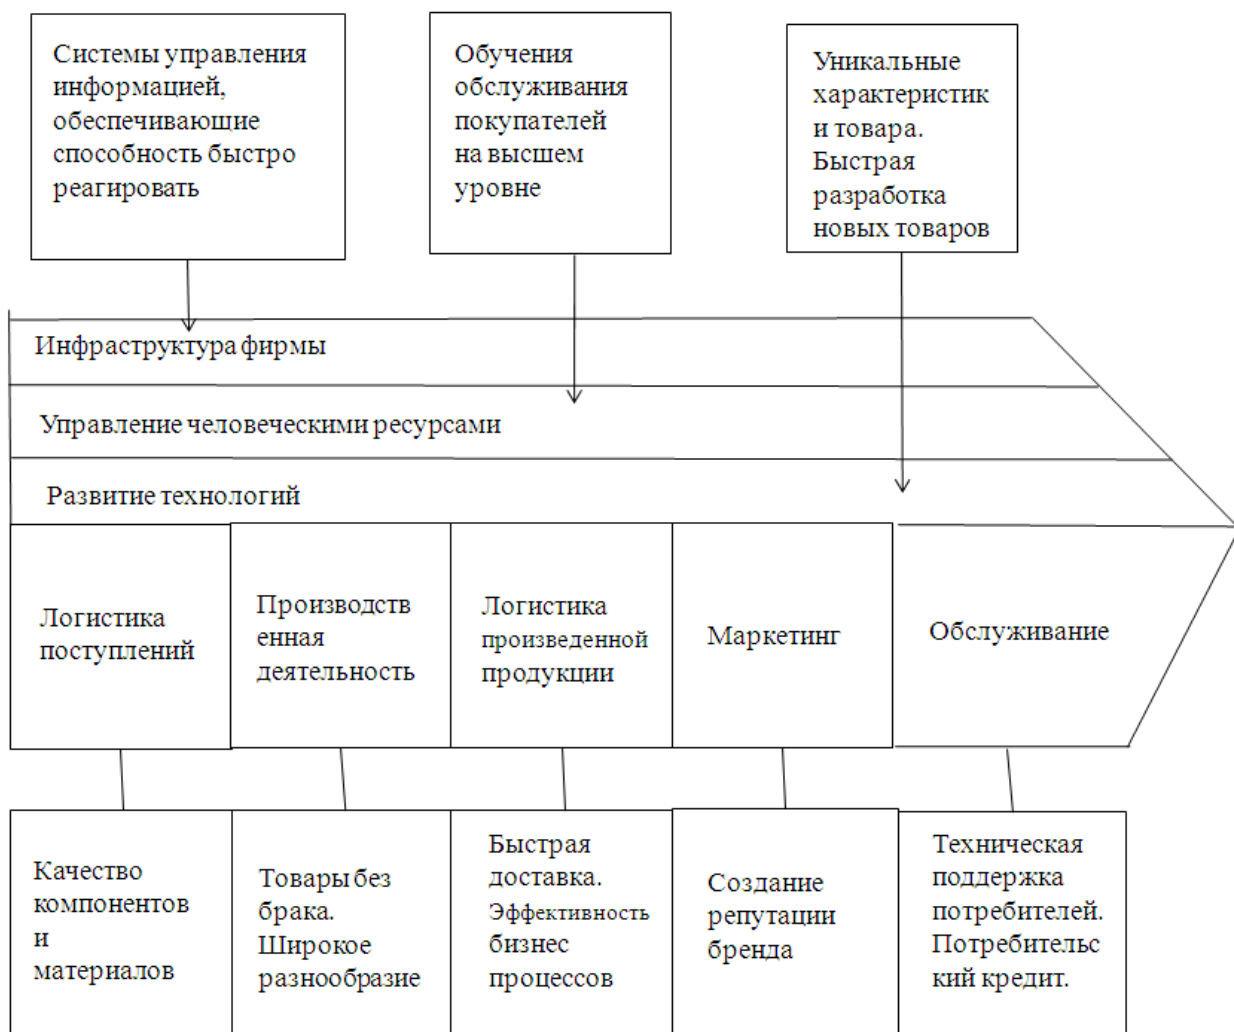 Системы управления
информацией,
обеспечивающие
способность быстро
реагировать
Обучения
обслуживания
покупателей
на высшем
уровне
Уникальные
характеристик
и товара.
Быстрая
разработка
новых товаров
Инфраструктура фирмы
Управление человеческими ресурсами
Развитие технологий
Логистика
поступлений
Производств
енная
деятельность
Логистика
произведенной
продукции
Маркетинг
Обслуживание
Качество
компонентов
и
материалов
Товары без
брака.
Широкое
разнообразие
Быстрая
доставка.
Эффективность
бизнес
процессов
Создание
репутации
бренда
Техническая
поддержка
потребителей.
Потребительс
кий кредит.